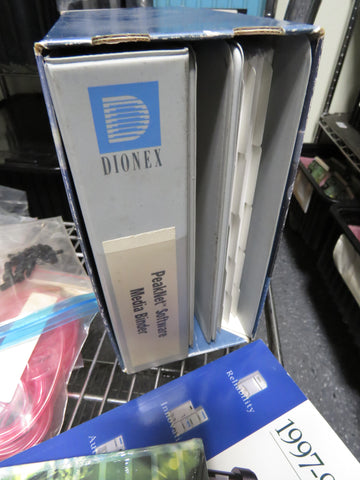 DIONEX
PeakNet® Software
Media Binder
Reliability
1997-9